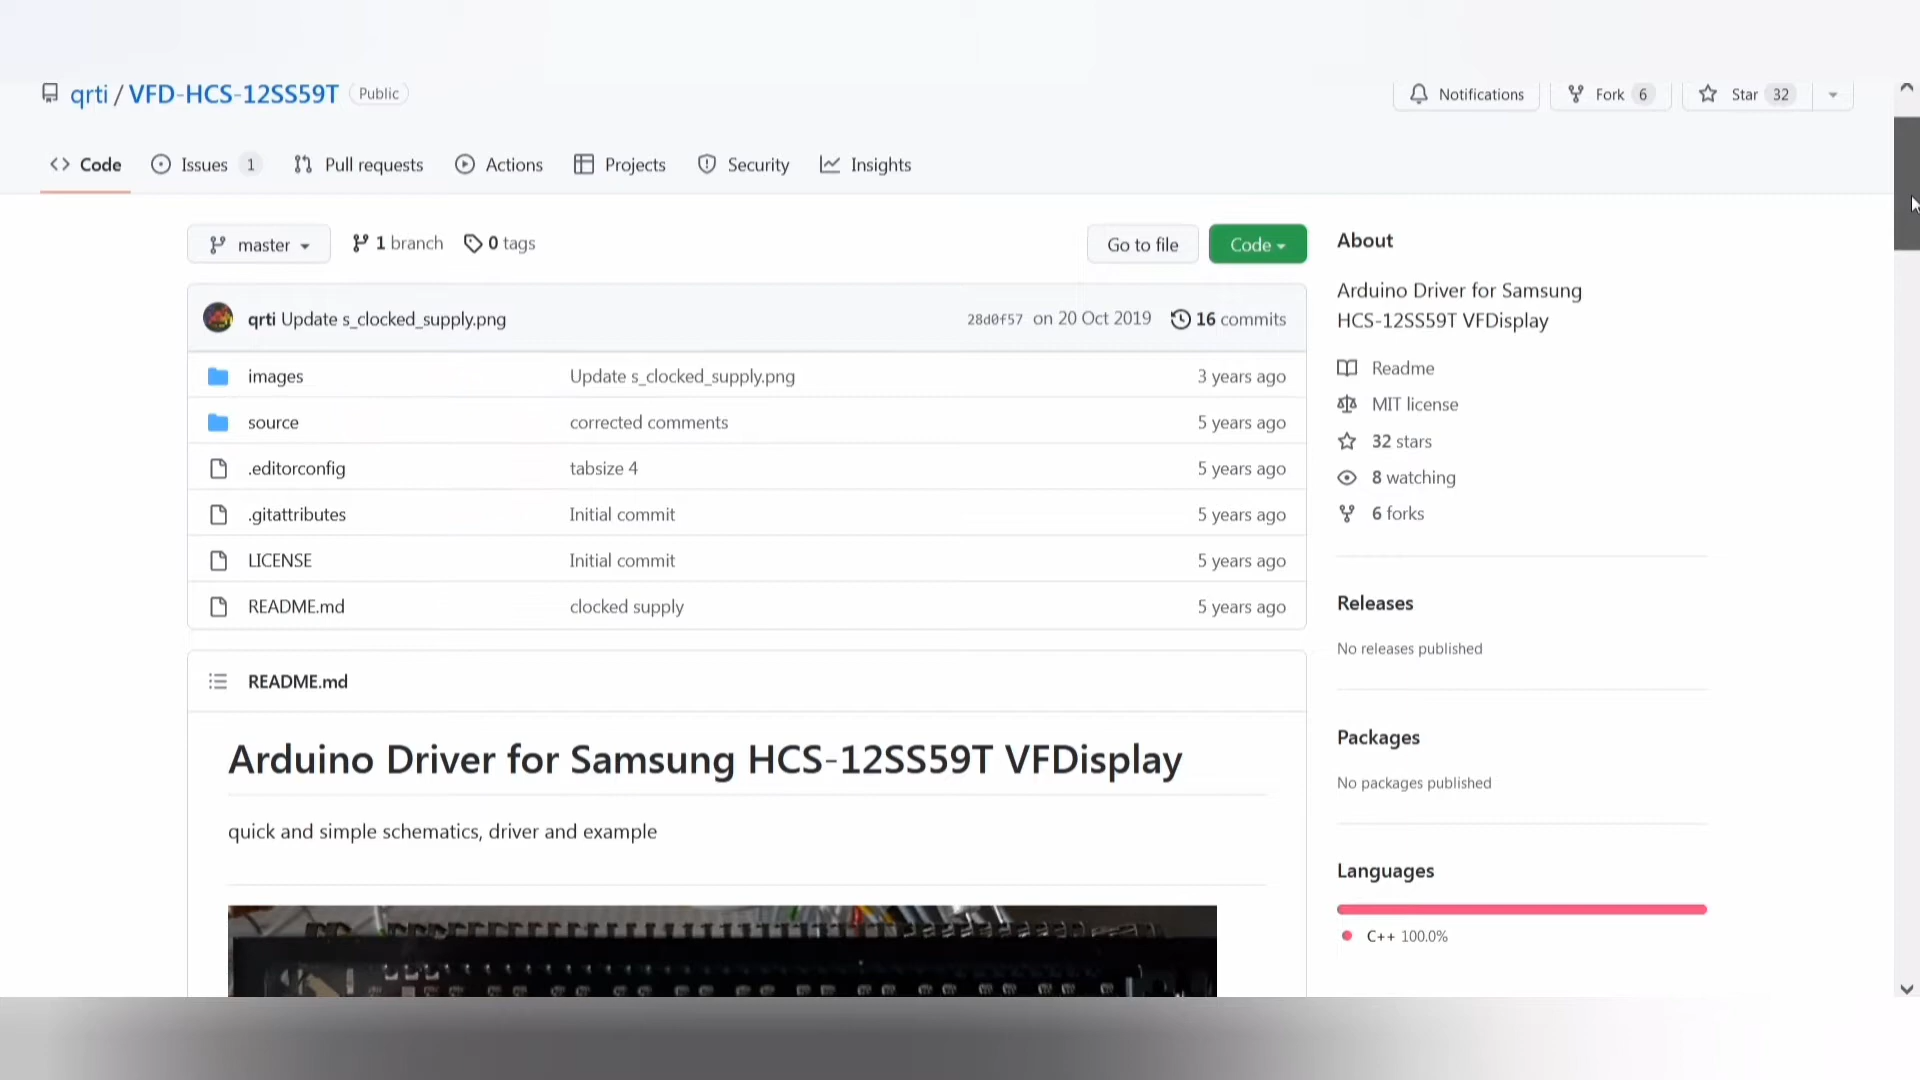 qrti / VFD-HCS-12SS59T Public
Notifications Fork 6 Star 32
Code Issues 1 Pull requests Actions Projects Security Insights
master 1 branch 0 tags Go to file Code
qrti Update s_clocked_supply.png 28d0f57 on 20 Oct 2019 16 commits
images Update s_clocked_supply.png 3 years ago
source corrected comments 5 years ago
.editorconfig tabsize 4 5 years ago
.gitattributes Initial commit 5 years ago
LICENSE Initial commit 5 years ago
README.md clocked supply 5 years ago
README.md
Arduino Driver for Samsung HCS-12SS59T VFDisplay
quick and simple schematics, driver and example
About
Arduino Driver for Samsung
HCS-12SS59T VFDisplay
Readme
MIT license
32 stars
8 watching
6 forks
Releases
No releases published
Packages
No packages published
Languages
C++ 100.0%